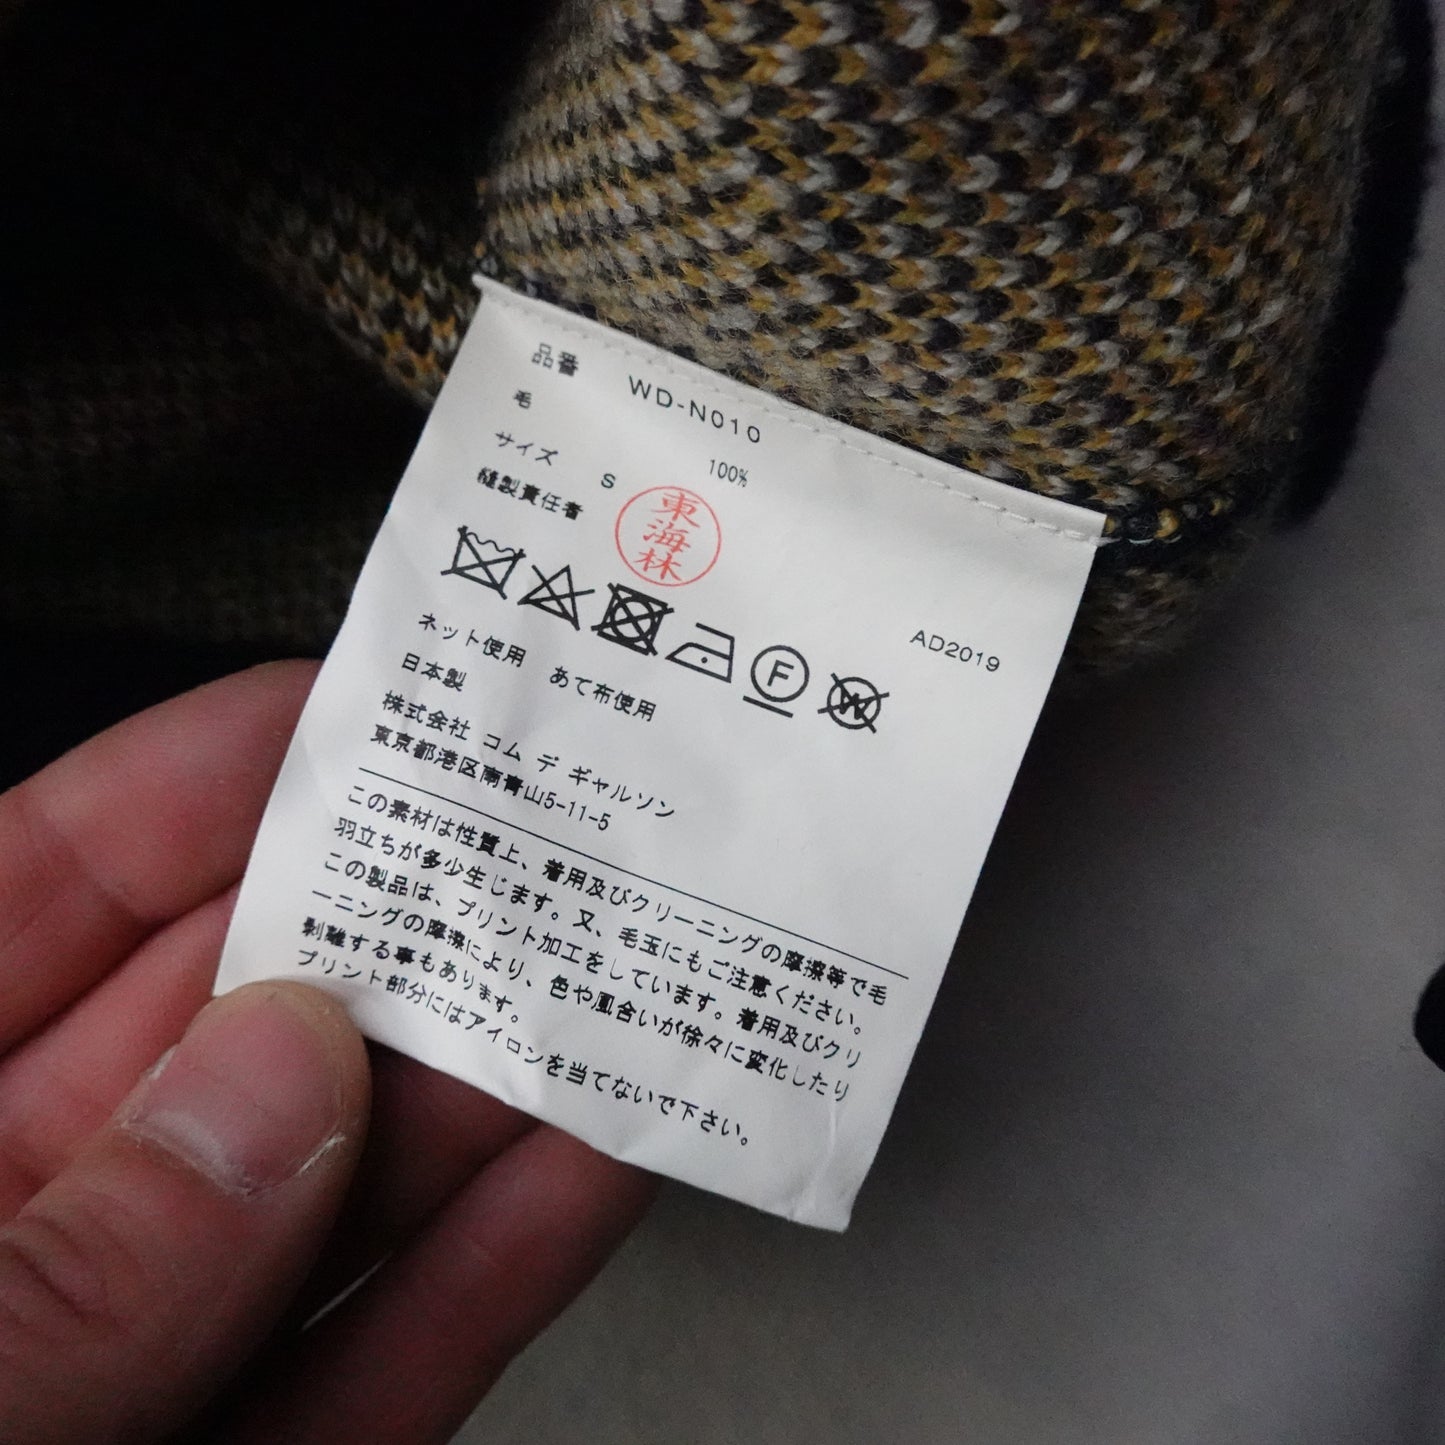 品番 WD-N010
毛 100%
サイズ S
縫製責任者
東海林
F W
AD2019
ネット使用 あて布使用
日本製
株式会社 コム デ ギャルソン
東京都港区南青山5-11-5
この素材は性質上、着用及びクリーニングの摩擦等で毛
羽立ちが多少生じます。又、毛玉にもご注意ください。
この製品は、プリント加工をしています。着用及びクリ
ーニングの摩擦により、色や風合いが徐々に変化したり
剥離する事もあります。
プリント部分にはアイロンを当てないで下さい。